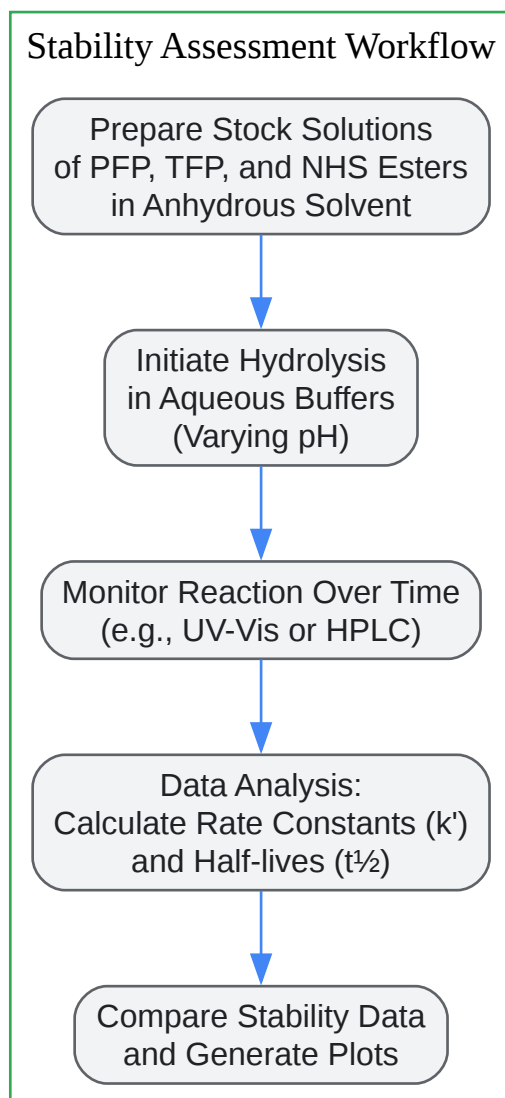 Stability Assessment Workflow
Prepare Stock Solutions
of PFP, TFP, and NHS Esters
in Anhydrous Solvent
Initiate Hydrolysis
in Aqueous Buffers
(Varying pH)
Monitor Reaction Over Time
(e.g., UV-Vis or HPLC)
Data Analysis:
Calculate Rate Constants (k')
and Half-lives (t½)
Compare Stability Data
and Generate Plots